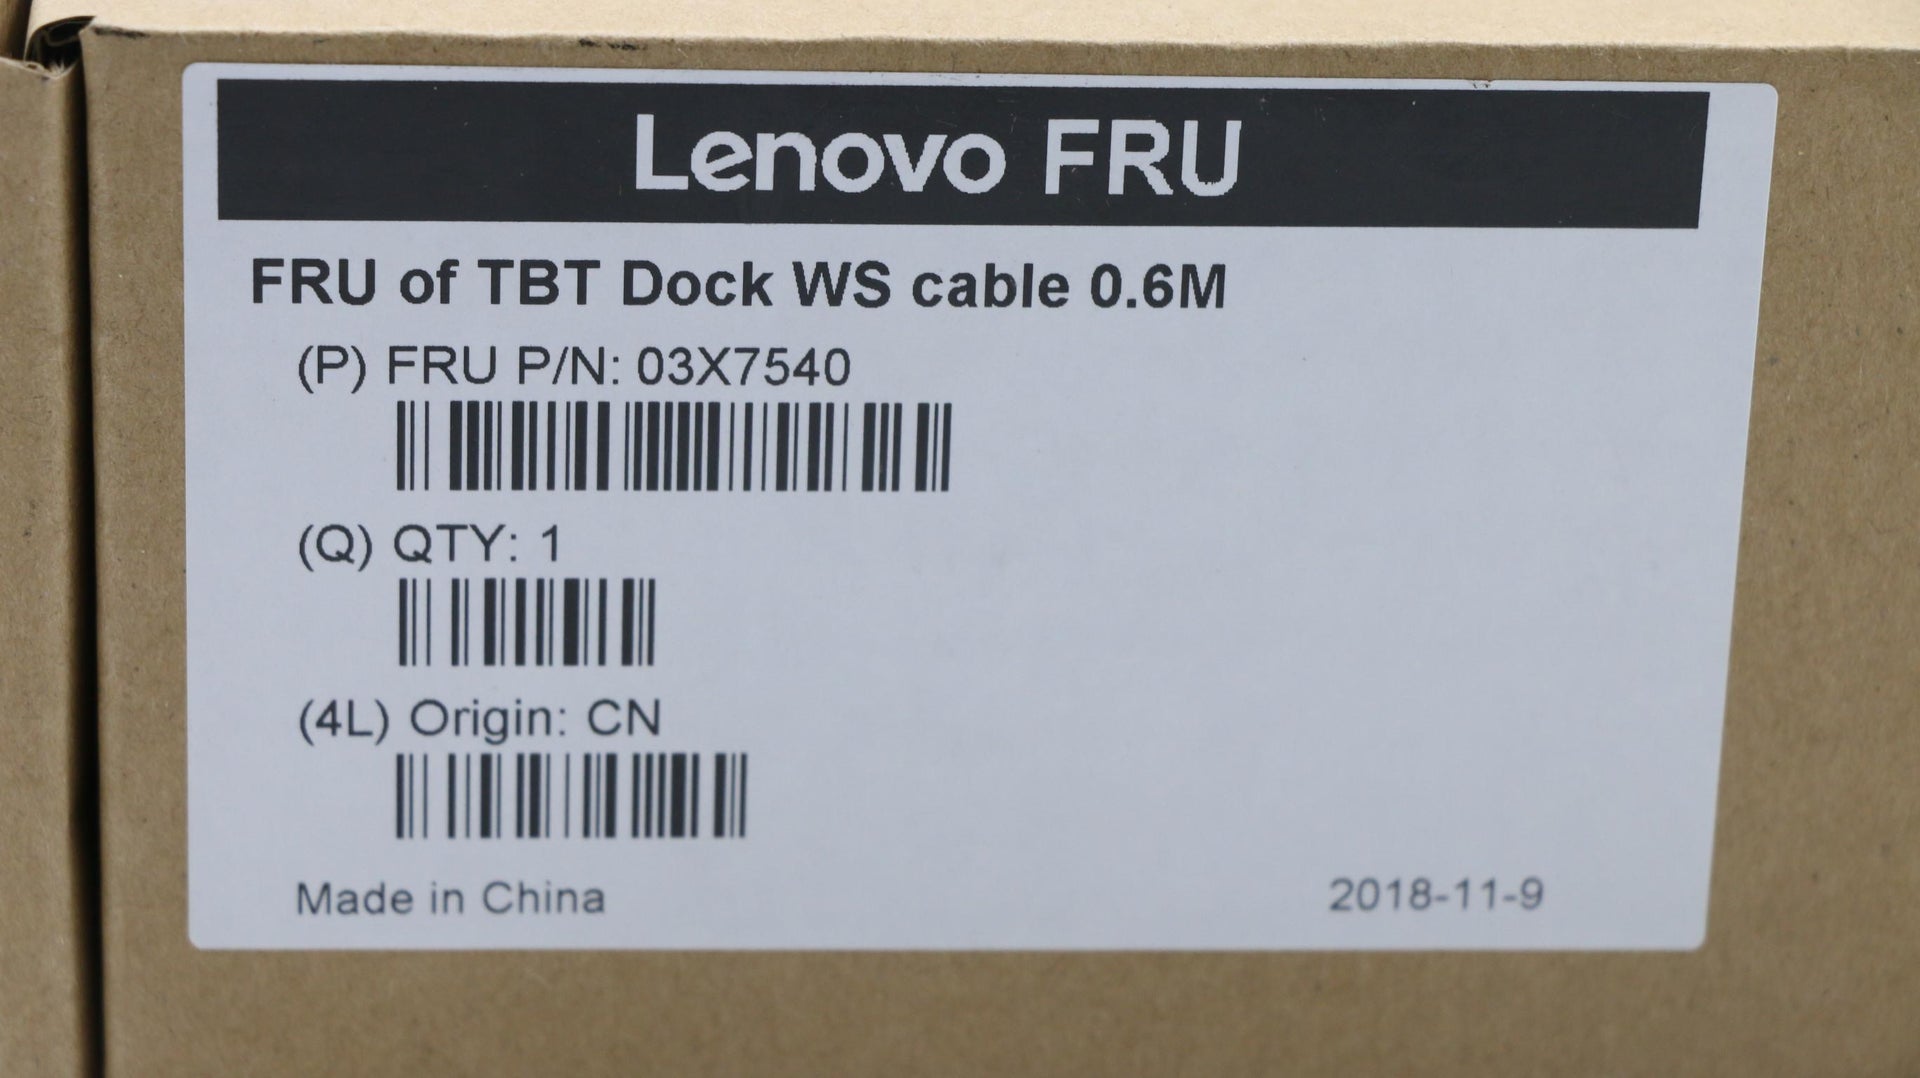 Lenovo FRU
FRU of TBT Dock WS cable 0.6M
(P) FRU P/N: 03X7540
(Q) QTY: 1
(4L) Origin: CN
Made in China
2018-11-9